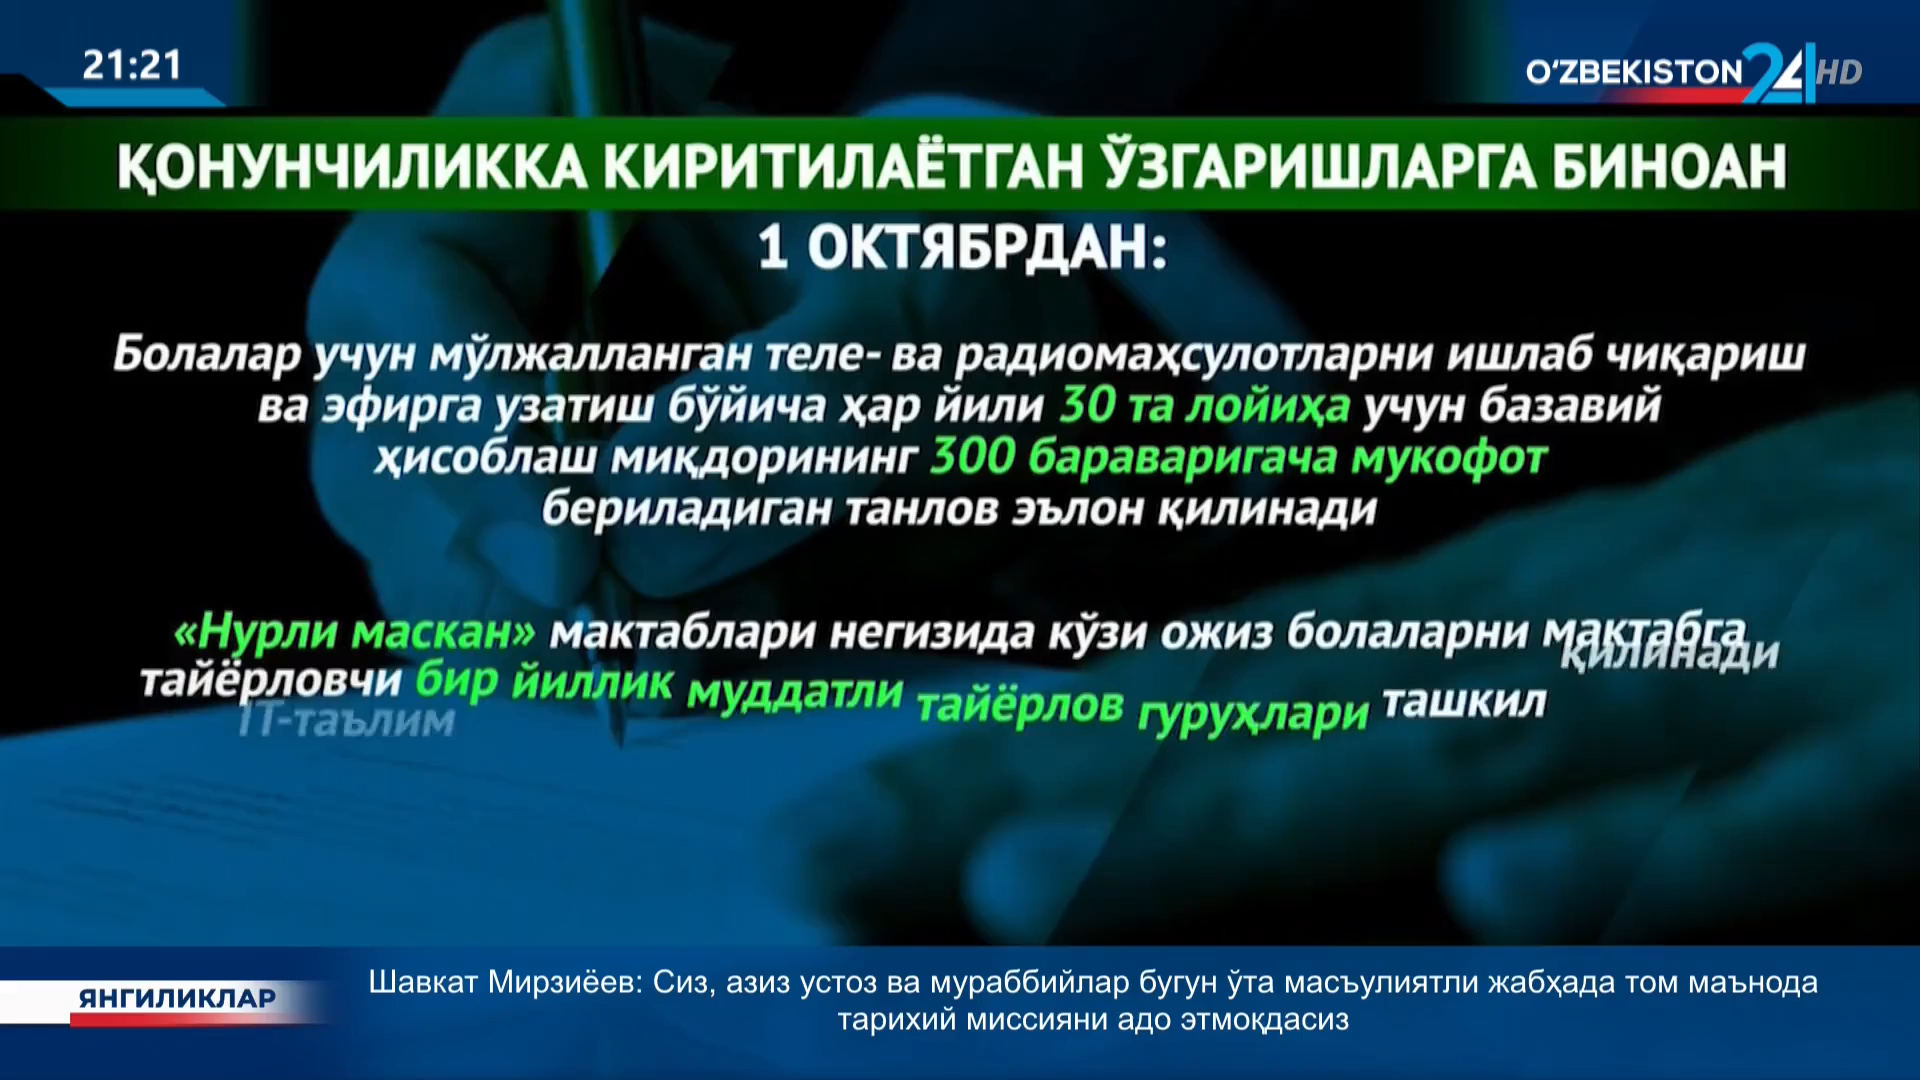 21:21
O‘ZBEKISTON 24 HD
ҚОНУНЧИЛИККА КИРИТИЛАЁТГАН ЎЗГАРИШЛАРГА БИНОАН
1 ОКТЯБРДАН:
Болалар учун мўлжалланган теле- ва радиомаҳсулотларни ишлаб чиқариш
ва эфирга узатиш бўйича ҳар йили 30 та лойиҳа учун базавий
ҳисоблаш миқдорининг 300 бараваригача мукофот
бериладиган танлов эълон қилинади
«Нурли маскан» мактаблари негизида кўзи ожиз болаларни мактабга
тайёрловчи бир йиллик муддатли тайёрлов гуруҳлари ташкил
қилинади
IT-таълим
ЯНГИЛИКЛАР
Шавкат Мирзиёев: Сиз, азиз устоз ва мураббийлар бугун ўта масъулиятли жабҳада том маънода
тарихий миссияни адо этмоқдасиз